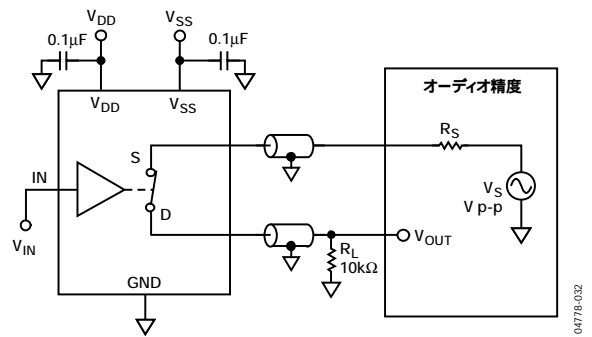 VDD
VSS
0.1µF
0.1µF
VDD
VSS
オーディオ精度
RS
S
IN
VS
V p-p
D
VIN
VOUT
RL
10kΩ
GND
04778-032